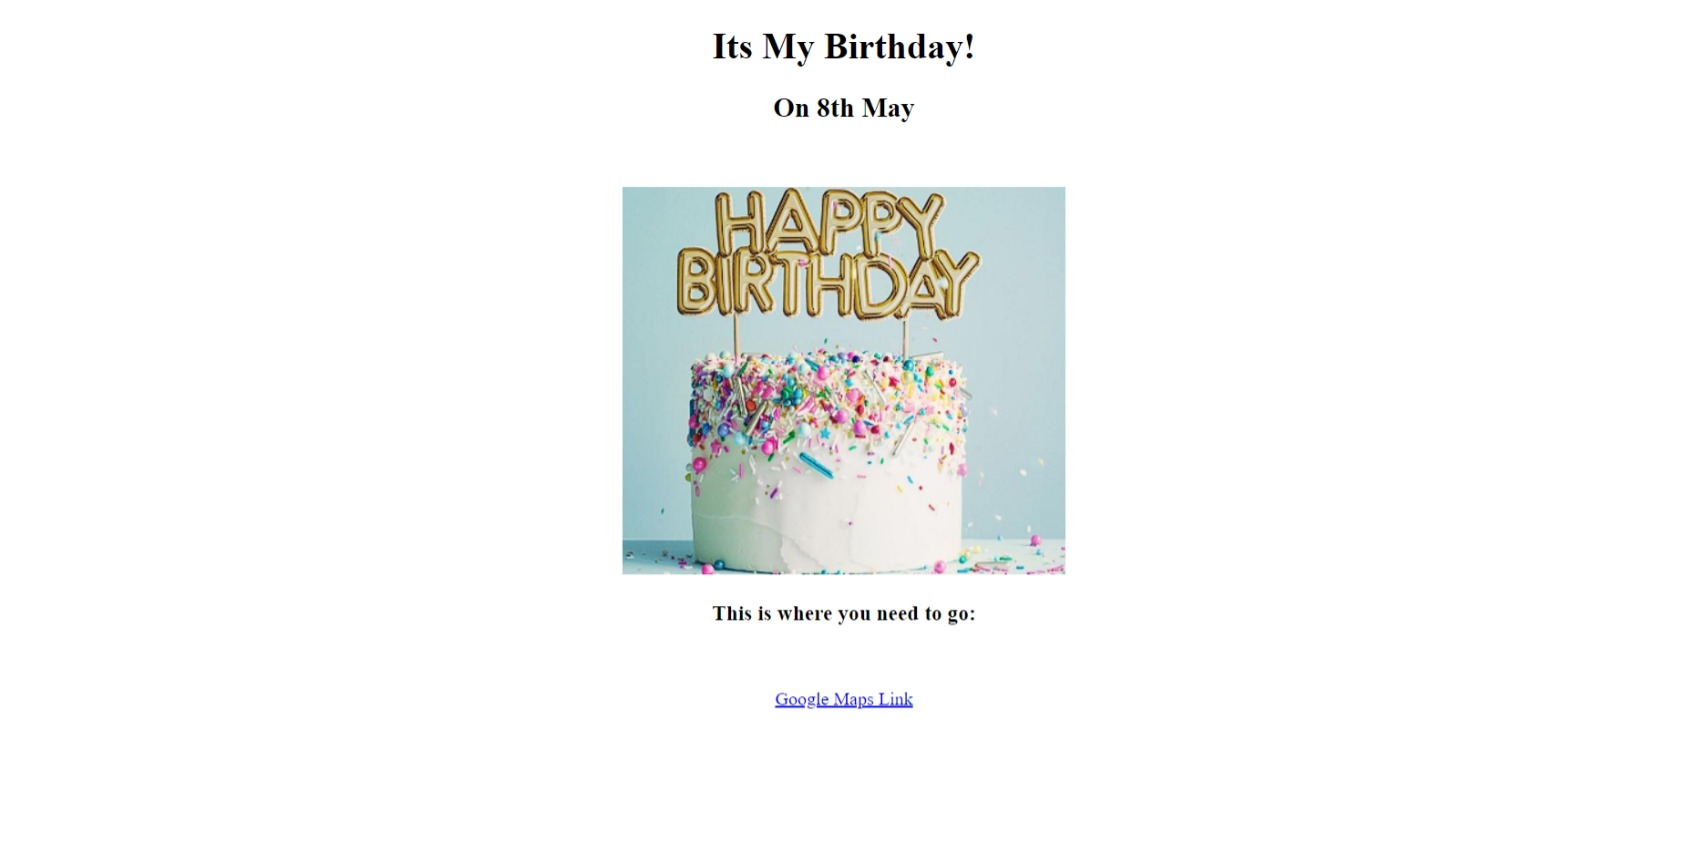 Its My Birthday!
On 8th May
HAPPY
BIRTHDAY
This is where you need to go:
Google Maps Link